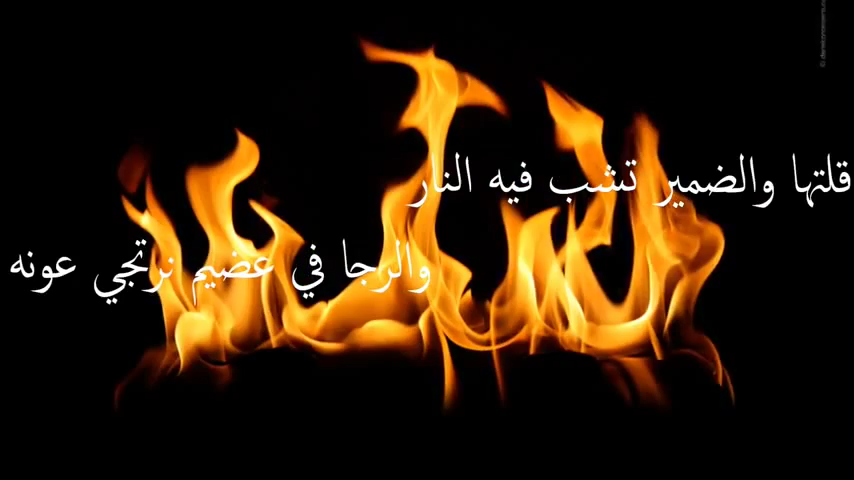 قلتها والضمير تشب فيه النار
والرجا في عضيم نرتجي عونه